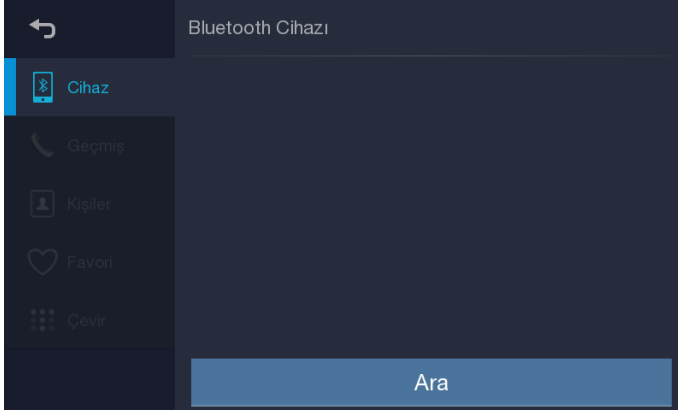 Bluetooth Cihazı
Cihaz
Geçmiş
Kişiler
Favori
Çevir
Ara